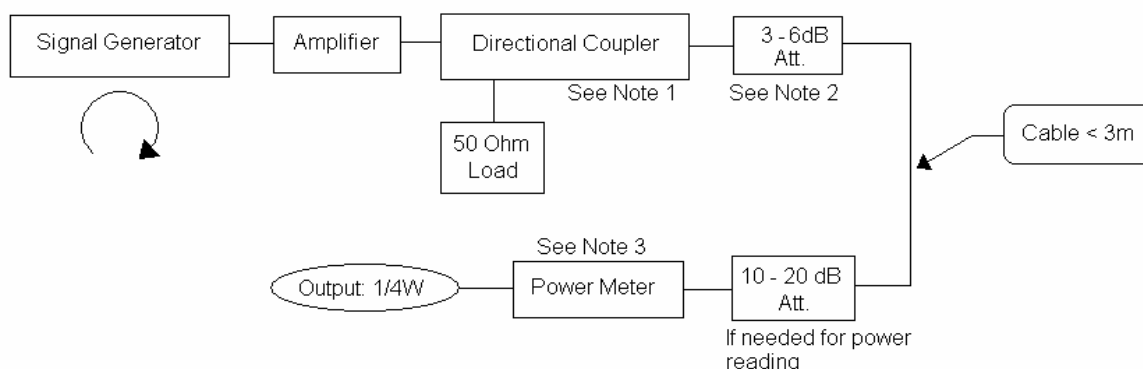 Signal Generator
Amplifier
Directional Coupler
3 - 6dB
Att.
See Note 1
See Note 2
50 Ohm
Load
Cable < 3m
See Note 3
Output: 1/4W
Power Meter
10 - 20 dB
Att.
If needed for power
reading